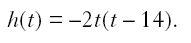 h(t) = −2t(t − 14).